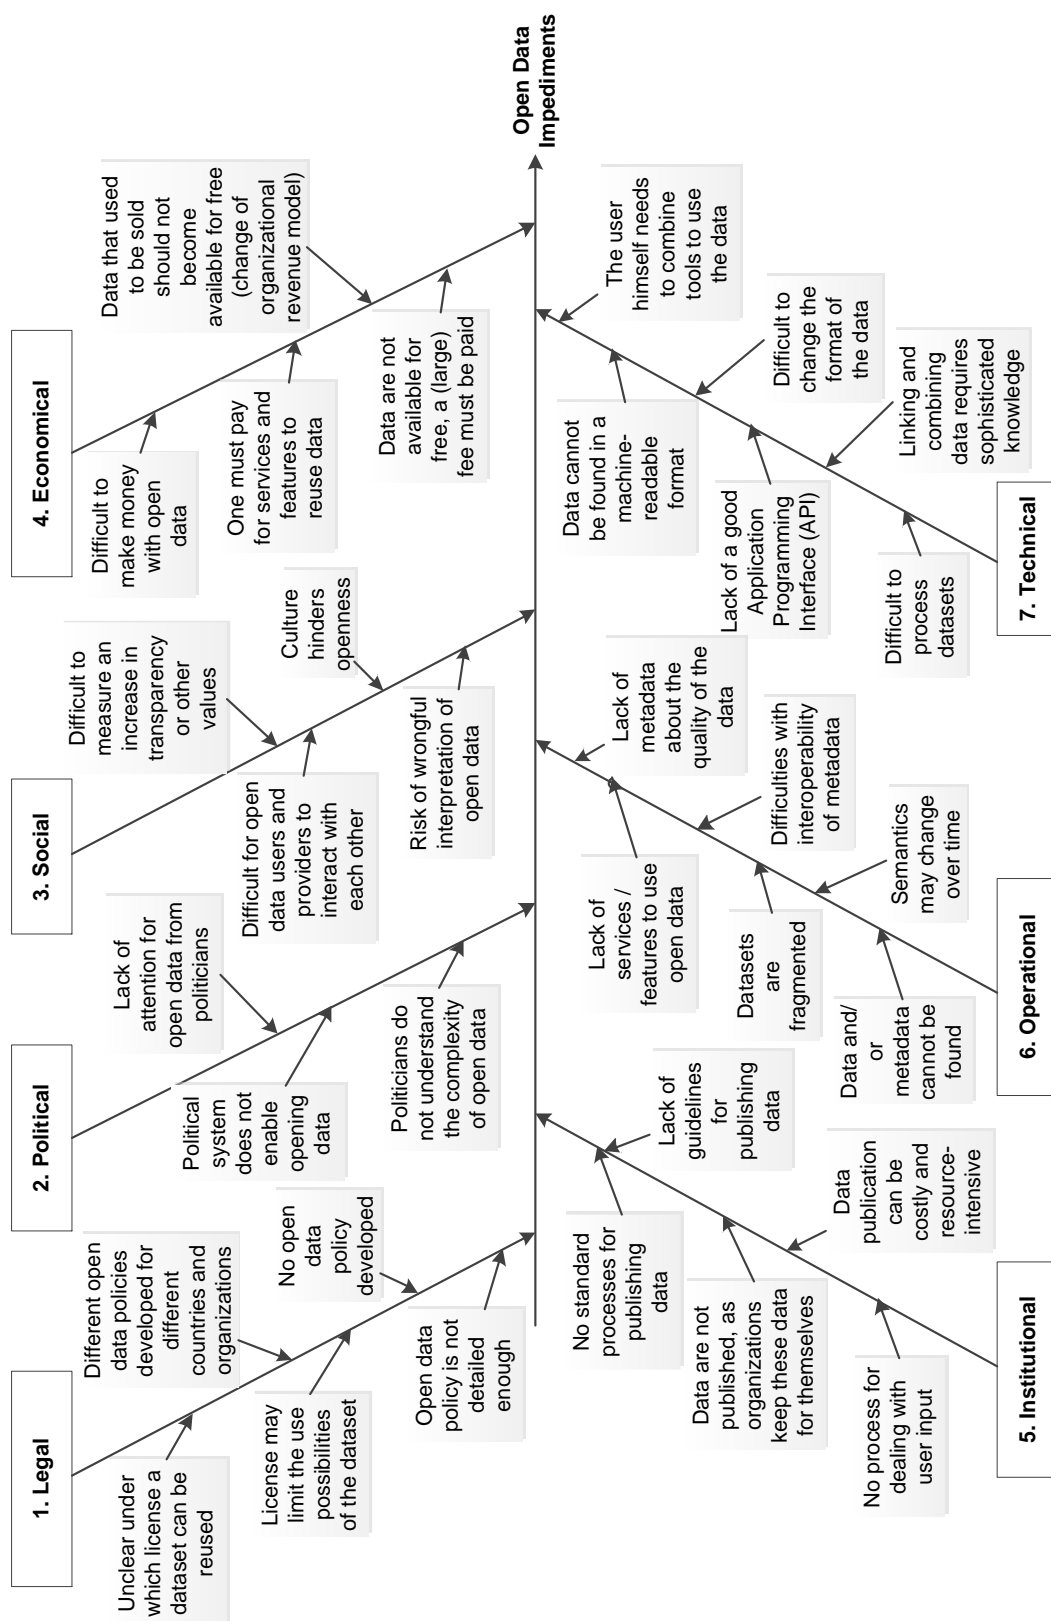 1. Legal
Unclear under
which license a
dataset can be
reused
Different open
data policies
developed for
different
countries and
organizations
License may
limit the use
possibilities
of the dataset
No open
data
policy
developed
Open data
policy is not
detailed
enough
2. Political
Lack of
attention for
open data from
politicians
Political
system does not
enable
opening
data
Politicians do
not understand
the complexity
of open data
3. Social
Difficult to
measure an
increase in
transparency
or other
values
Difficult for open
data users and
providers to
interact with
each other
Culture
hinders
openness
Risk of wrongful
interpretation of
open data
4. Economical
Difficult to
make money
with open
data
Data that used
to be sold
should not
become
available for free
(change of
organizational
revenue model)
One must pay
for services and
features to
reuse data
Data are not
available for
free, a (large)
fee must be paid
Open Data
Impediments
No standard
processes for
publishing
data
Lack of
guidelines
for
publishing
data
Data are not
published, as
organizations
keep these data
for themselves
Data
publication
can be
costly and
resource-
intensive
No process for
dealing with
user input
5. Institutional
Lack of
services /
features to use
open data
Lack of
metadata
about the
quality of the
data
Datasets
are
fragmented
Difficulties with
interoperability
of metadata
Data and/
or
metadata
cannot be
found
Semantics
may change
over time
6. Operational
Data cannot
be found in a
machine-
readable
format
The user
himself needs
to combine
tools to use
the data
Lack of a good
Application
Programming
Interface (API)
Difficult to
change the
format of
the data
Difficult to
process
datasets
Linking and
combining
data requires
sophisticated
knowledge
7. Technical